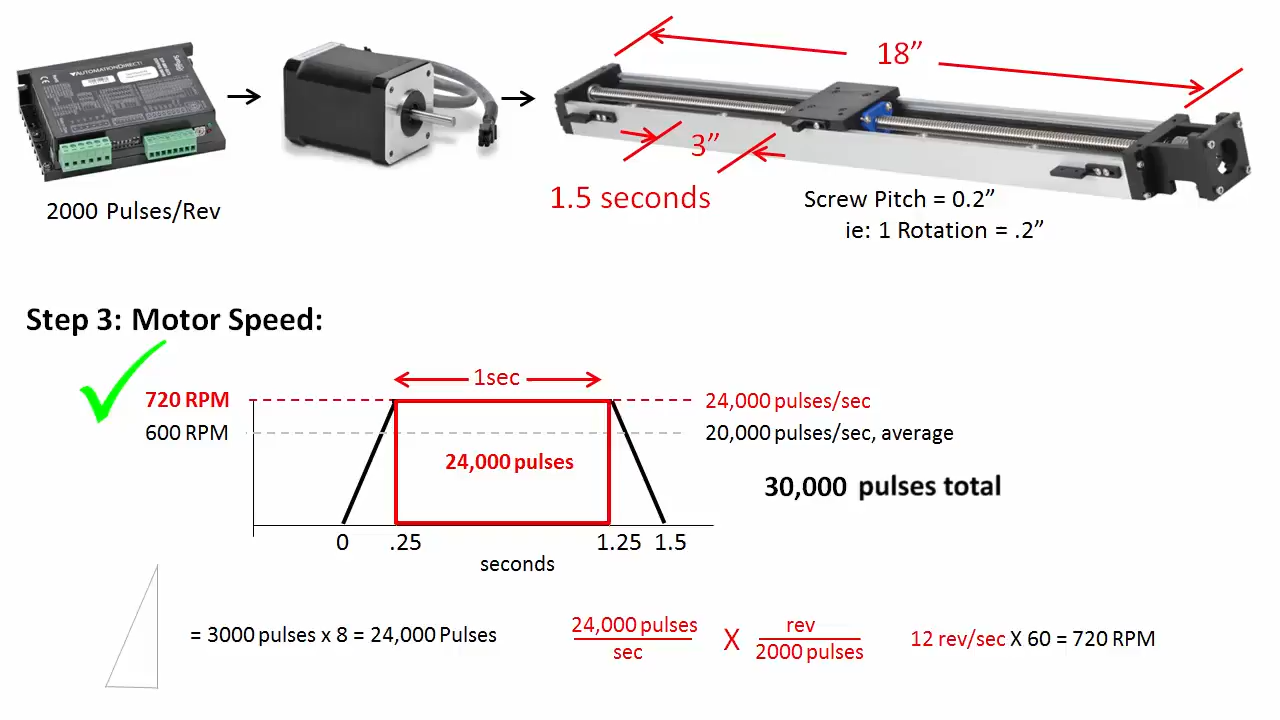 18”
AUTOMATIONDIRECT
3”
1.5 seconds
2000 Pulses/Rev
Screw Pitch = 0.2”
ie: 1 Rotation = .2”
Step 3: Motor Speed:
1sec
720 RPM
24,000 pulses/sec
600 RPM
20,000 pulses/sec, average
24,000 pulses
30,000 pulses total
0 .25 1.25 1.5
seconds
= 3000 pulses x 8 = 24,000 Pulses
24,000 pulses
sec
X
rev
2000 pulses
12 rev/sec X 60 = 720 RPM